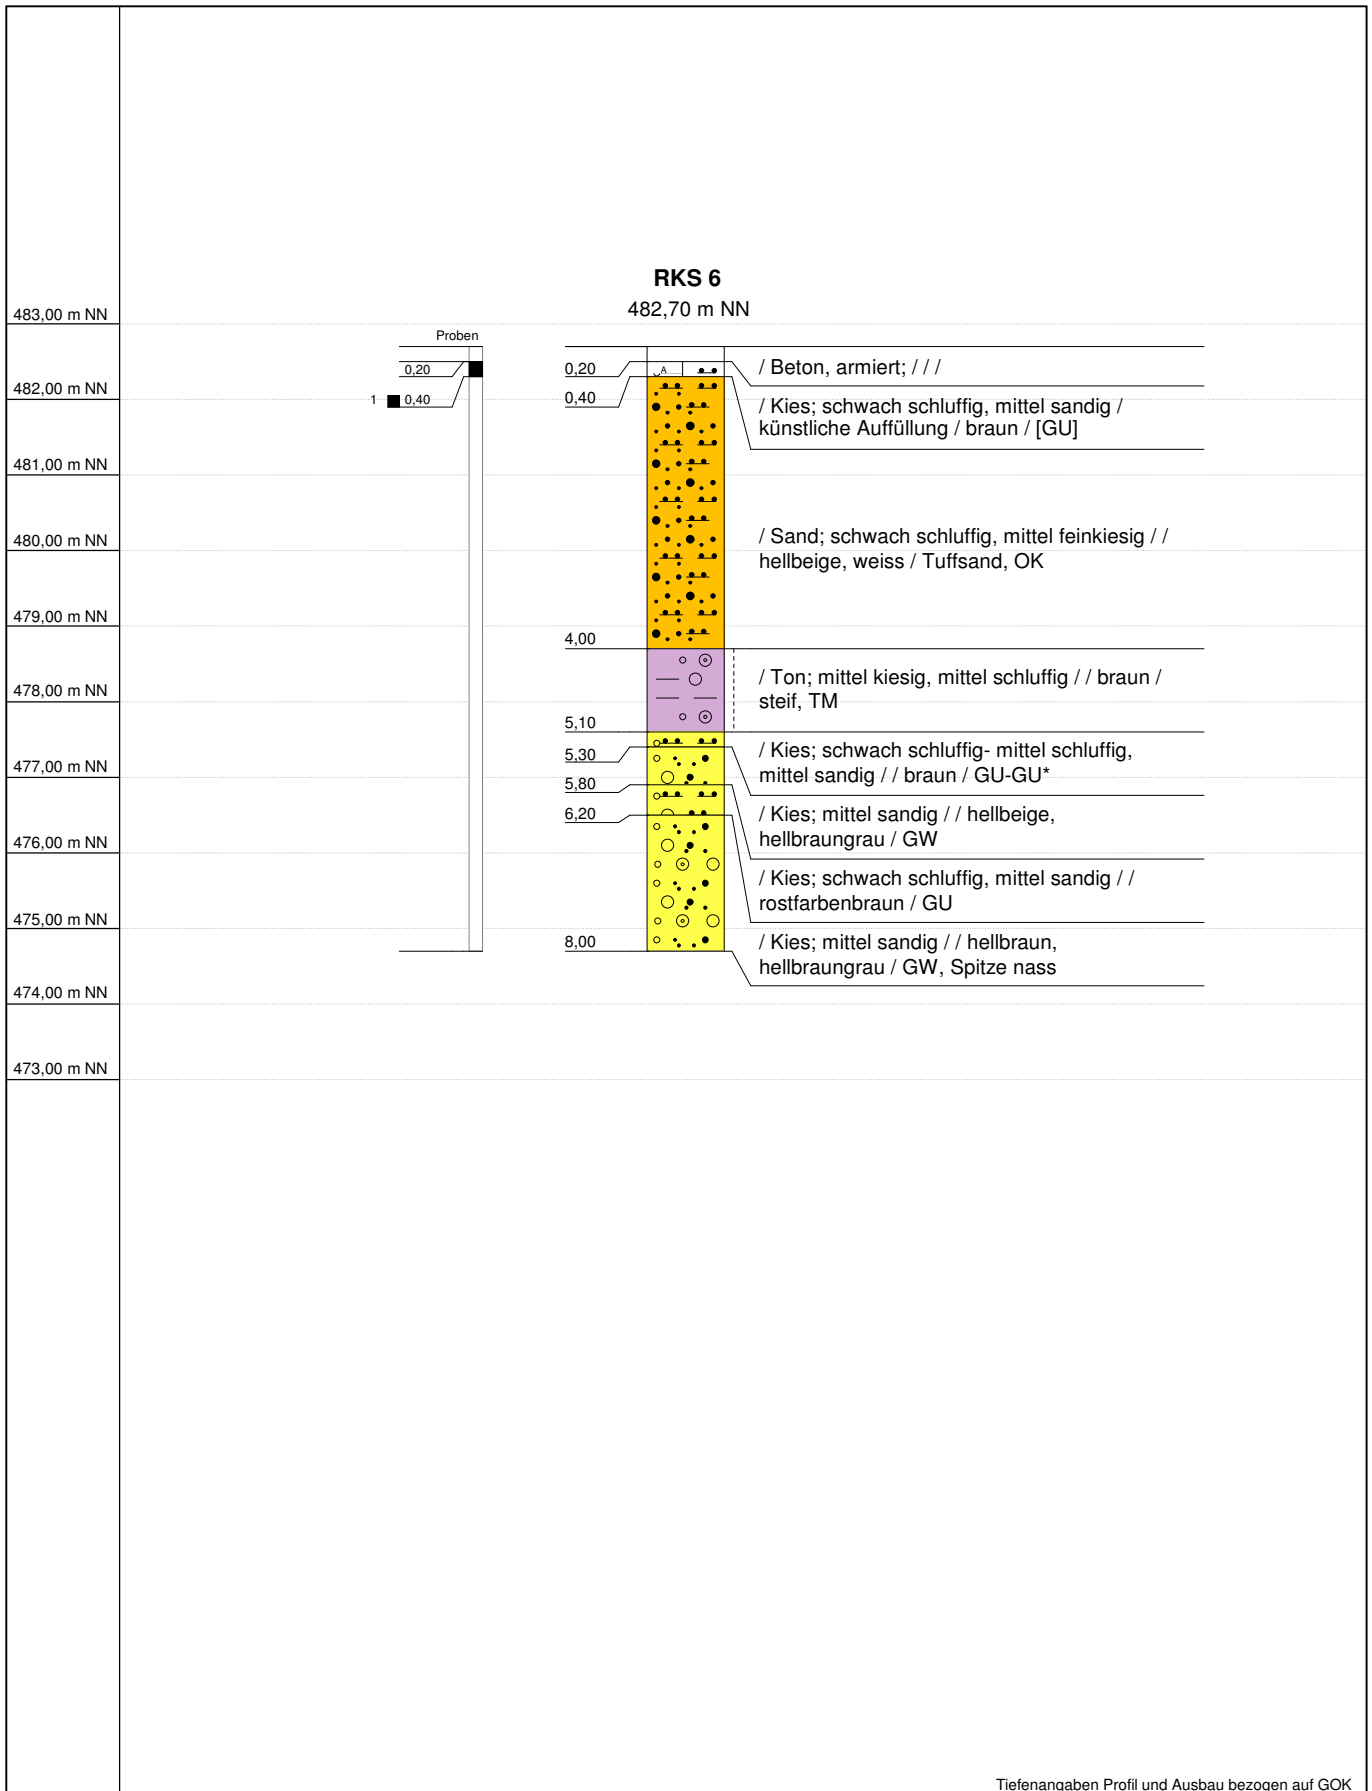 RKS 6
482,70 m NN
483,00 m NN
482,00 m NN
481,00 m NN
480,00 m NN
479,00 m NN
478,00 m NN
477,00 m NN
476,00 m NN
475,00 m NN
474,00 m NN
473,00 m NN
Proben
0,20
1 0,40
0,20
0,40
4,00
5,10
5,30
5,80
6,20
8,00
A
/ Beton, armiert; / / /
/ Kies; schwach schluffig, mittel sandig /
künstliche Auffüllung / braun / [GU]
/ Sand; schwach schluffig, mittel feinkiesig / /
hellbeige, weiss / Tuffsand, OK
/ Ton; mittel kiesig, mittel schluffig / / braun /
steif, TM
/ Kies; schwach schluffig- mittel schluffig,
mittel sandig / / braun / GU-GU*
/ Kies; mittel sandig / / hellbeige,
hellbraungrau / GW
/ Kies; schwach schluffig, mittel sandig / /
rostfarbenbraun / GU
/ Kies; mittel sandig / / hellbraun,
hellbraungrau / GW, Spitze nass
Tiefenangaben Profil und Ausbau bezogen auf GOK